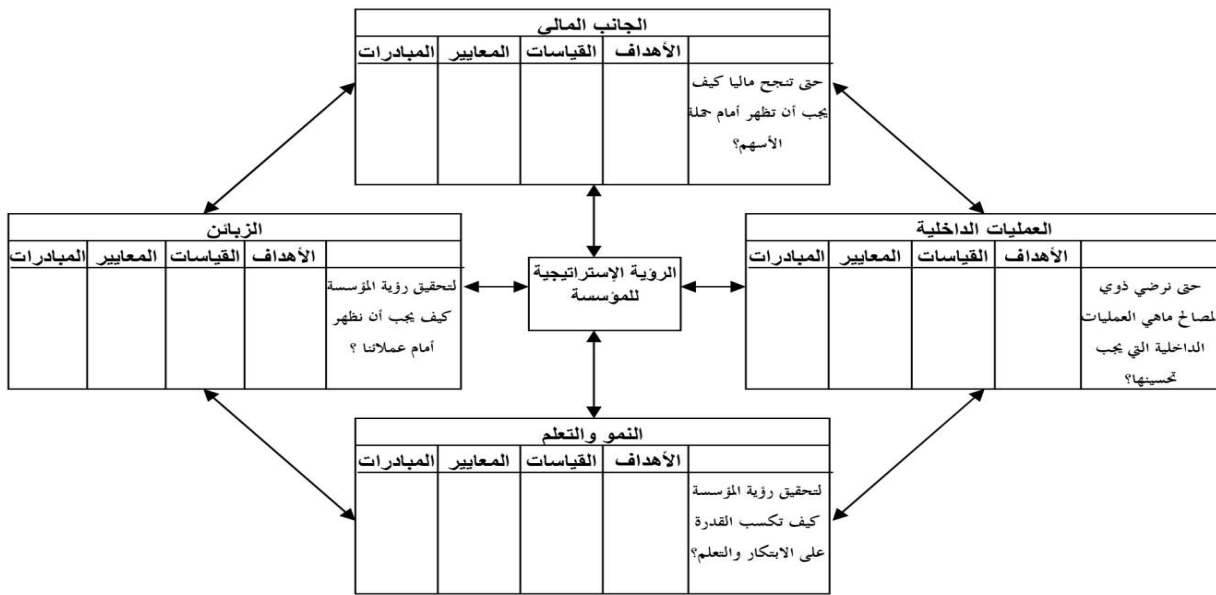 الجانب المالي
الأهداف القياسات المعايير المبادرات
حتى تنجح ماليا كيف
يجب أن تظهر أمام حملة
الأسهم؟
العمليات الداخلية
الأهداف القياسات المعايير المبادرات
حتى نرضي ذوي
لمصالح ماهي العمليات
الداخلية التي يجب
تحسينها؟
الرؤية الإستراتيجية
للمؤسسة
الزبائن
الأهداف القياسات المعايير المبادرات
لتحقيق رؤية المؤسسة
كيف يجب أن نظهر
أمام عملائنا ؟
النمو والتعلم
الأهداف القياسات المعايير المبادرات
لتحقيق رؤية المؤسسة
كيف تكسب القدرة
على الابتكار والتعلم؟